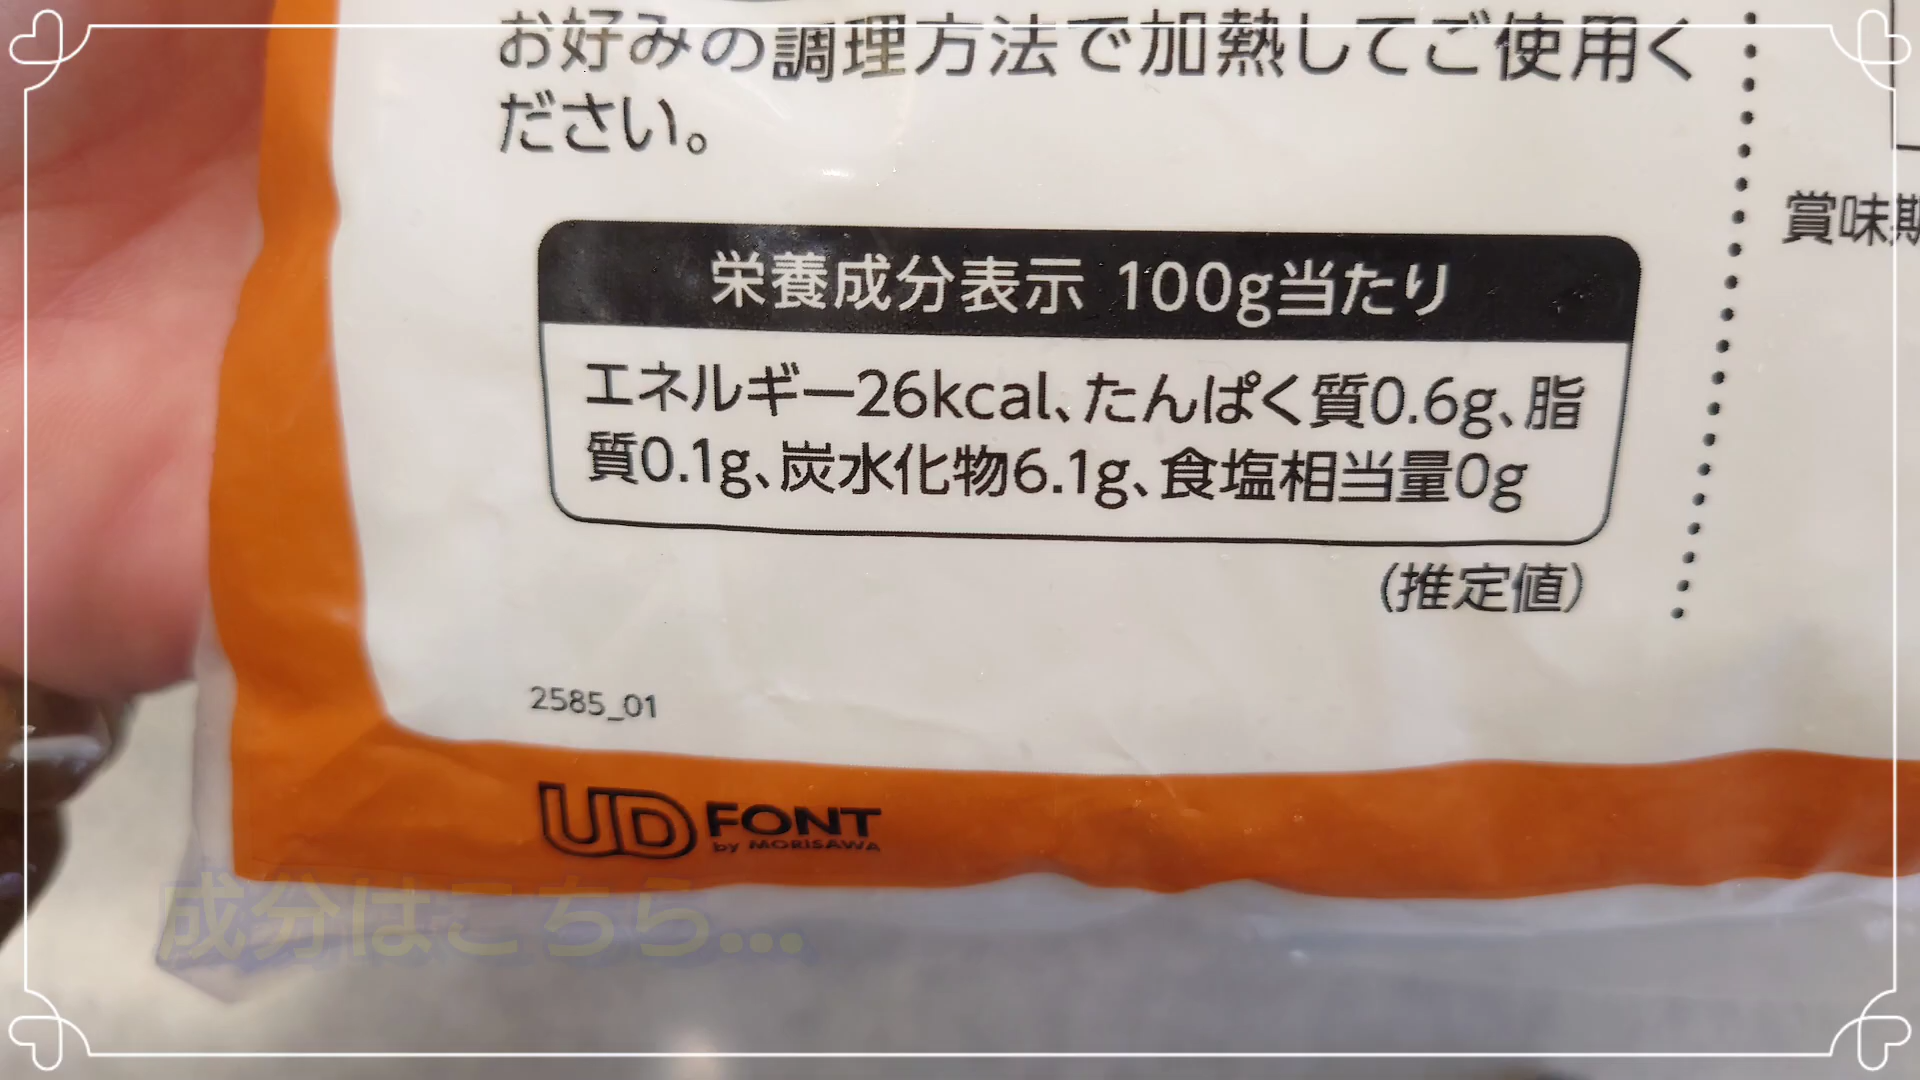 お好みの調理方法で加熱してご使用く
ださい。
栄養成分表示 100g当たり
エネルギー26kcal、たんぱく質0.6g、脂
質0.1g、炭水化物6.1g、食塩相当量0g
(推定値)
賞味期
2585_01
UD FONT
by MORISAWA
成分はこちら...